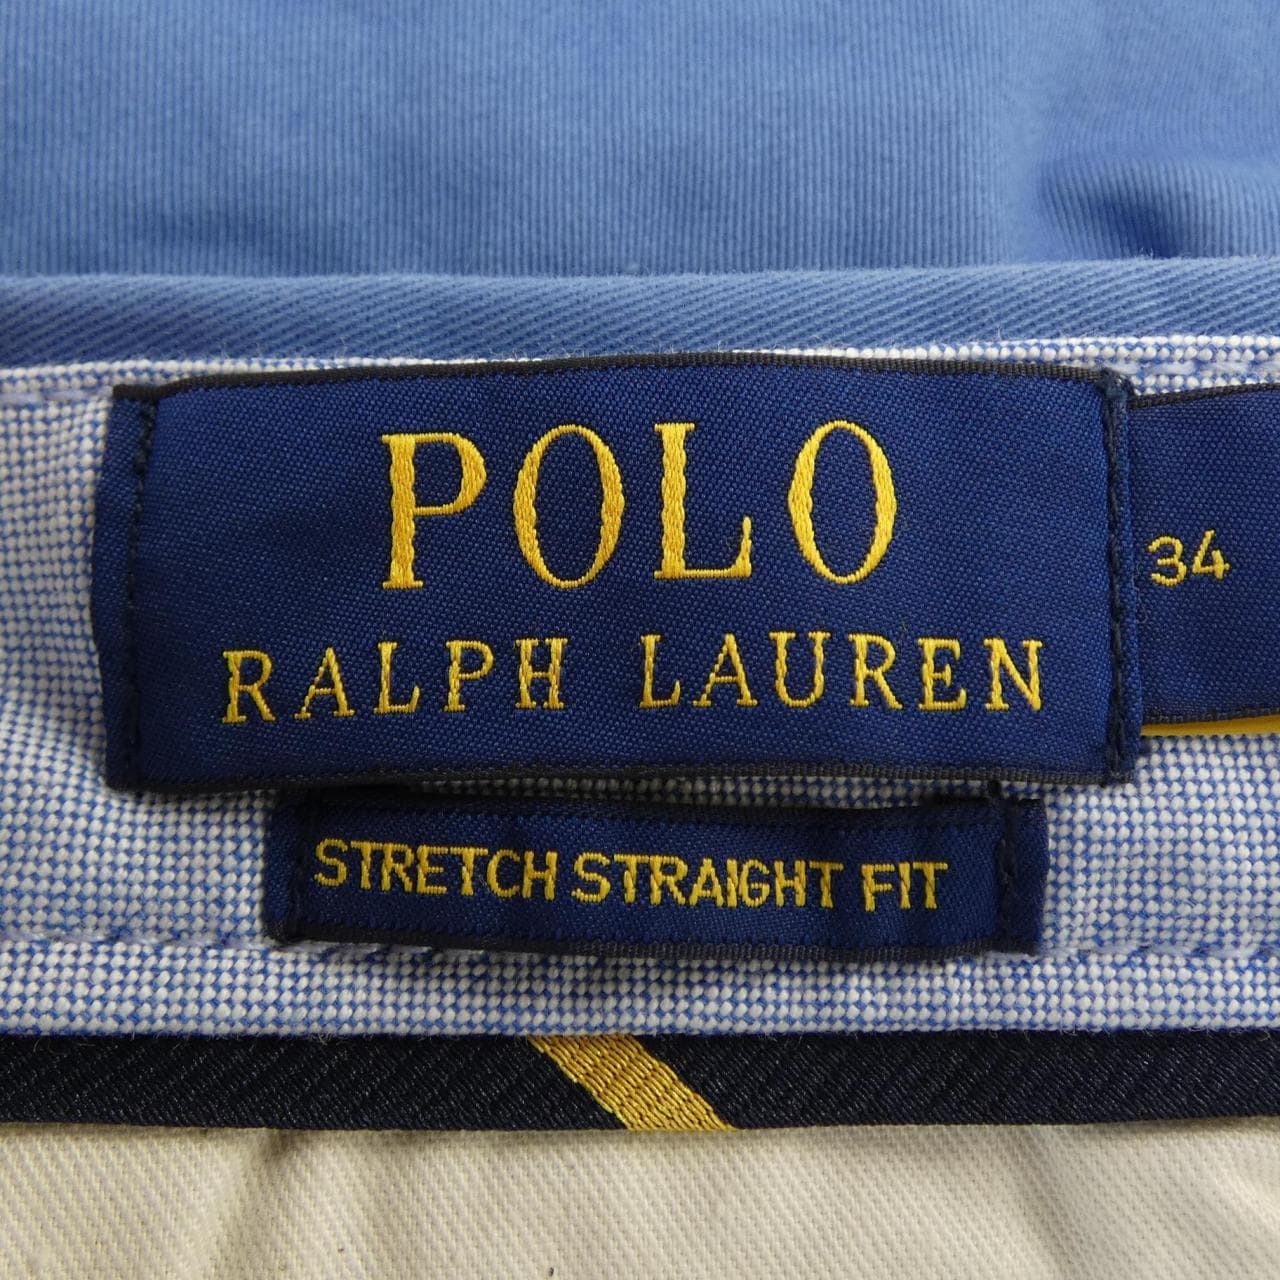 POLO
RALPH LAUREN
34
STRETCH STRAIGHT FIT